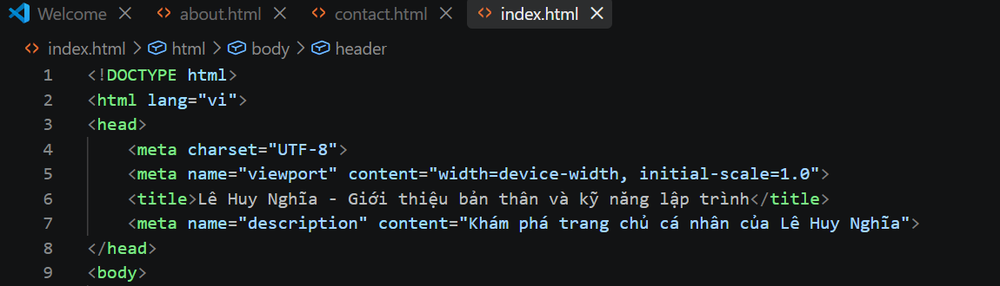 Welcome about.html contact.html index.html
index.html > html > body > header
1 <!DOCTYPE html>
2 <html lang="vi">
3 <head>
4 <meta charset="UTF-8">
5 <meta name="viewport" content="width=device-width, initial-scale=1.0">
6 <title>Lê Huy Nghĩa - Giới thiệu bản thân và kỹ năng lập trình</title>
7 <meta name="description" content="Khám phá trang chủ cá nhân của Lê Huy Nghĩa">
8 </head>
9 <body>